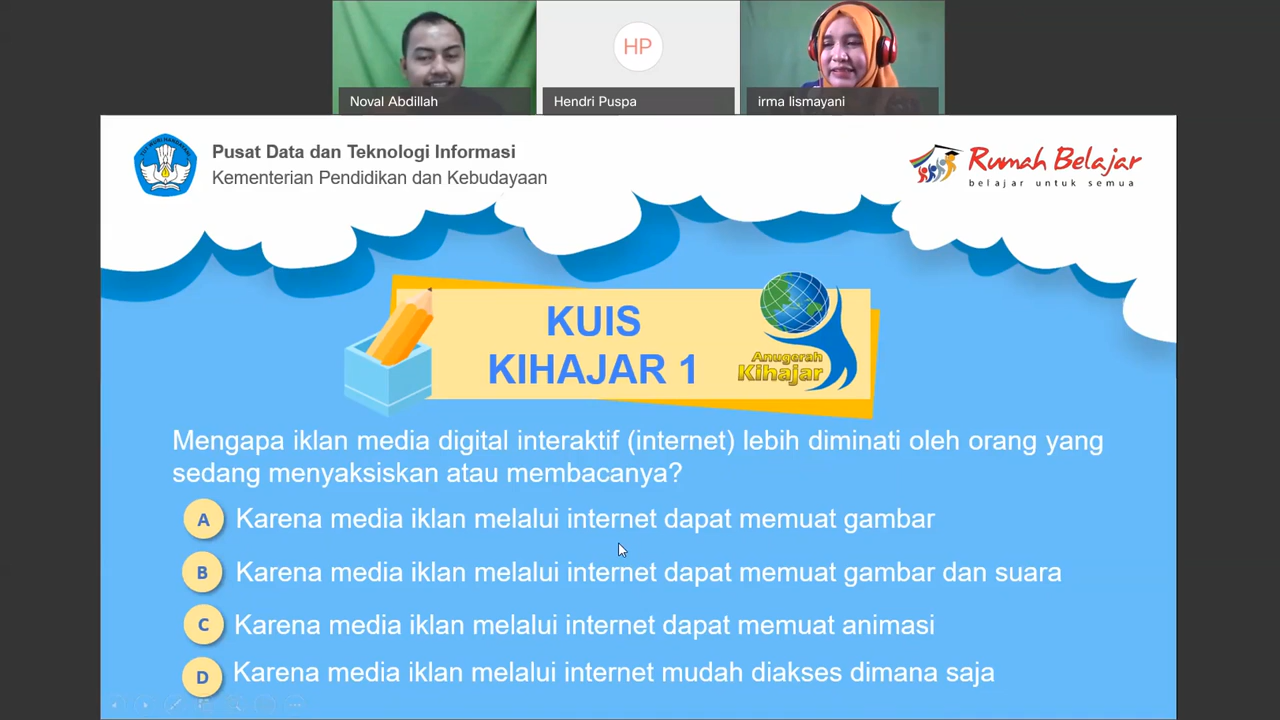 HP
Noval Abdillah
Hendri Puspa
irma lismayani
Pusat Data dan Teknologi Informasi
Kementerian Pendidikan dan Kebudayaan
Rumah Belajar
belajar untuk semua
KUIS
KIHAJAR 1
Anugerah
Kihajar
Mengapa iklan media digital interaktif (internet) lebih diminati oleh orang yang
sedang menyaksiskan atau membacanya?
A Karena media iklan melalui internet dapat memuat gambar
B Karena media iklan melalui internet dapat memuat gambar dan suara
C Karena media iklan melalui internet dapat memuat animasi
D Karena media iklan melalui internet mudah diakses dimana saja